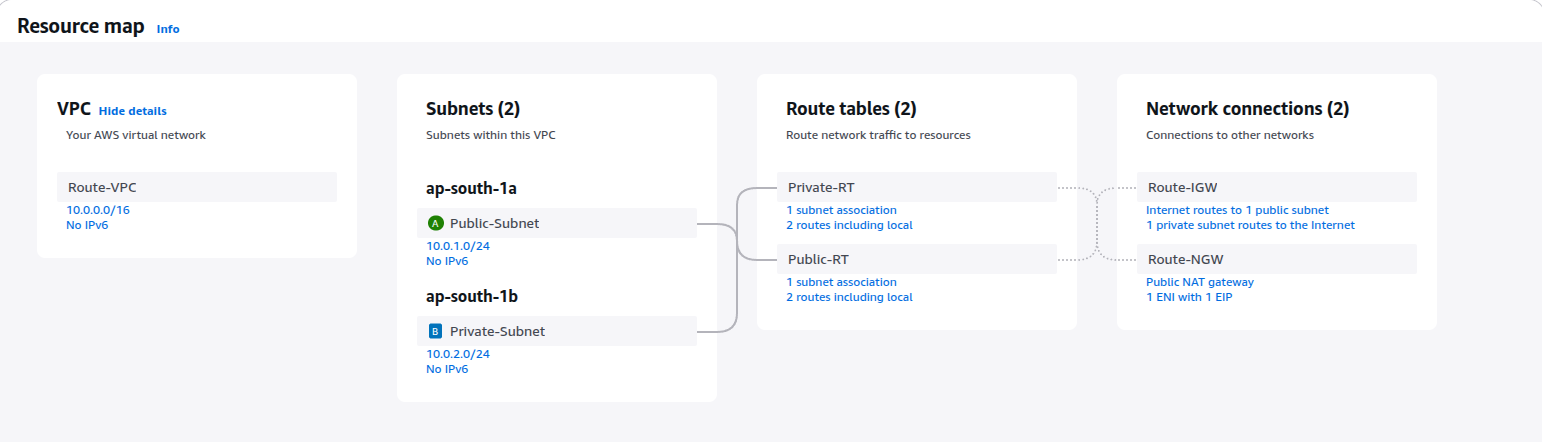 Resource map Info
VPC Hide details
Your AWS virtual network
Route-VPC
10.0.0.0/16
No IPv6
Subnets (2)
Subnets within this VPC
ap-south-1a
A Public-Subnet
10.0.1.0/24
No IPv6
ap-south-1b
B Private-Subnet
10.0.2.0/24
No IPv6
Route tables (2)
Route network traffic to resources
Private-RT
1 subnet association
2 routes including local
Public-RT
1 subnet association
2 routes including local
Network connections (2)
Connections to other networks
Route-IGW
Internet routes to 1 public subnet
1 private subnet routes to the Internet
Route-NGW
Public NAT gateway
1 ENI with 1 EIP